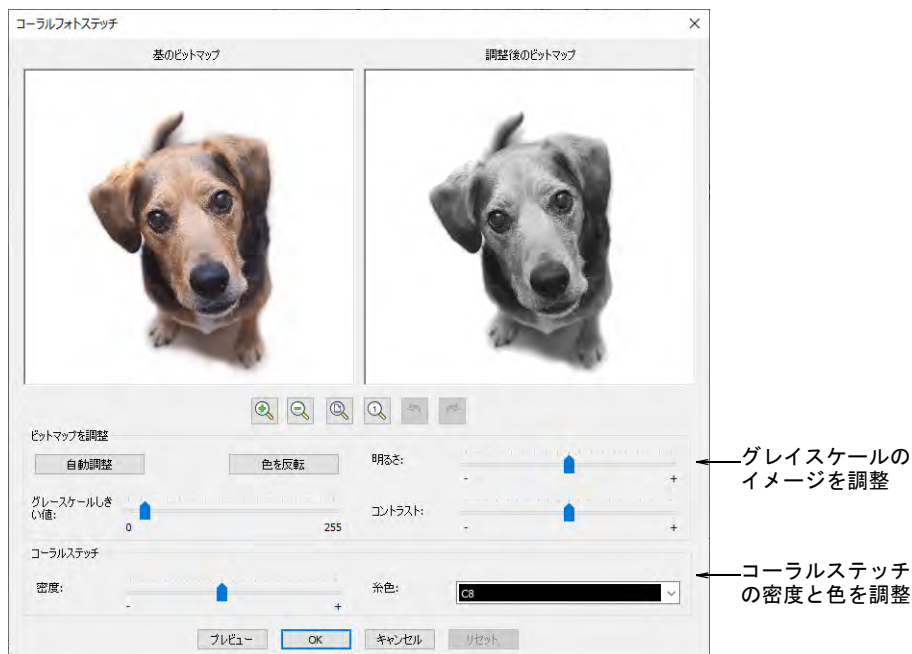 コーラルフォトステッチ
基のビットマップ
調整後のビットマップ
1
ビットマップを調整
自動調整
色を反転
明るさ:
- +
グレースケールしき
い値:
0 255
コントラスト:
- +
グレイスケールの
イメージを調整
コーラルステッチ
密度:
- +
糸色:
C8
コーラルステッチ
の密度と色を調整
プレビュー
OK
キャンセル
リセット